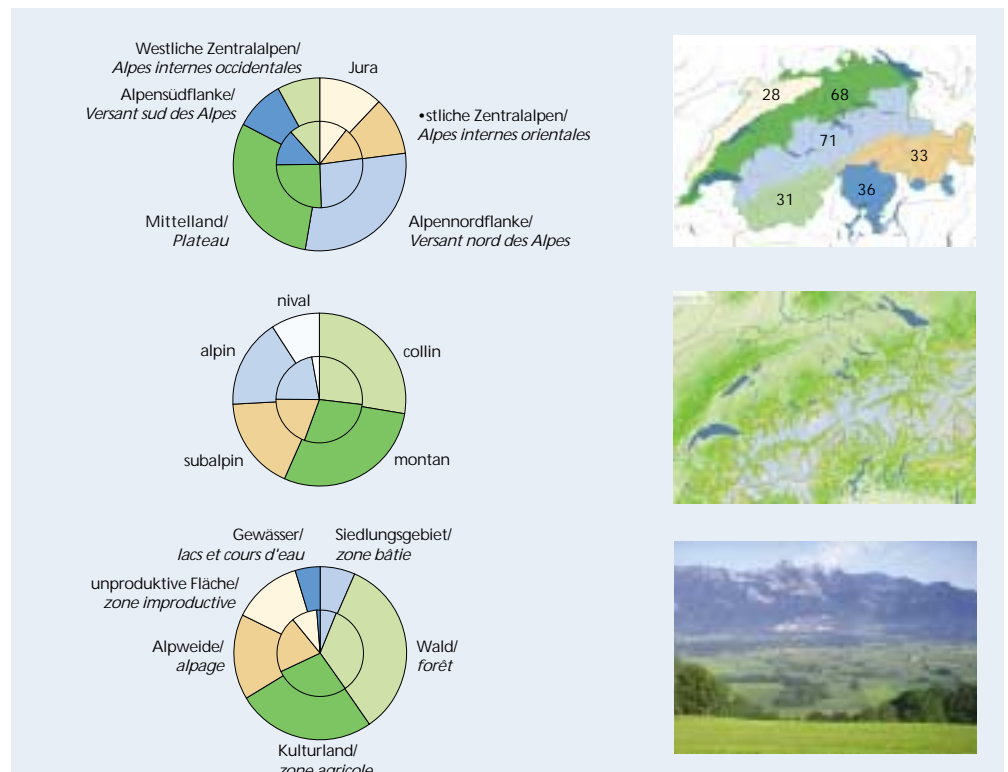 Westliche Zentralalpen/
Alpes internes occidentales
Jura
Alpensüdflanke/
Versant sud des Alpes
•stliche Zentralalpen/
Alpes internes orientales
Mittelland/
Plateau
Alpennordflanke/
Versant nord des Alpes
28
68
71
33
36
31
nival
alpin
collin
subalpin
montan
Gewässer/
lacs et cours d'eau
Siedlungsgebiet/
zone bâtie
unproduktive Fläche/
zone improductive
Alpweide/
alpage
Wald/
forêt
Kulturland/
zone agricole